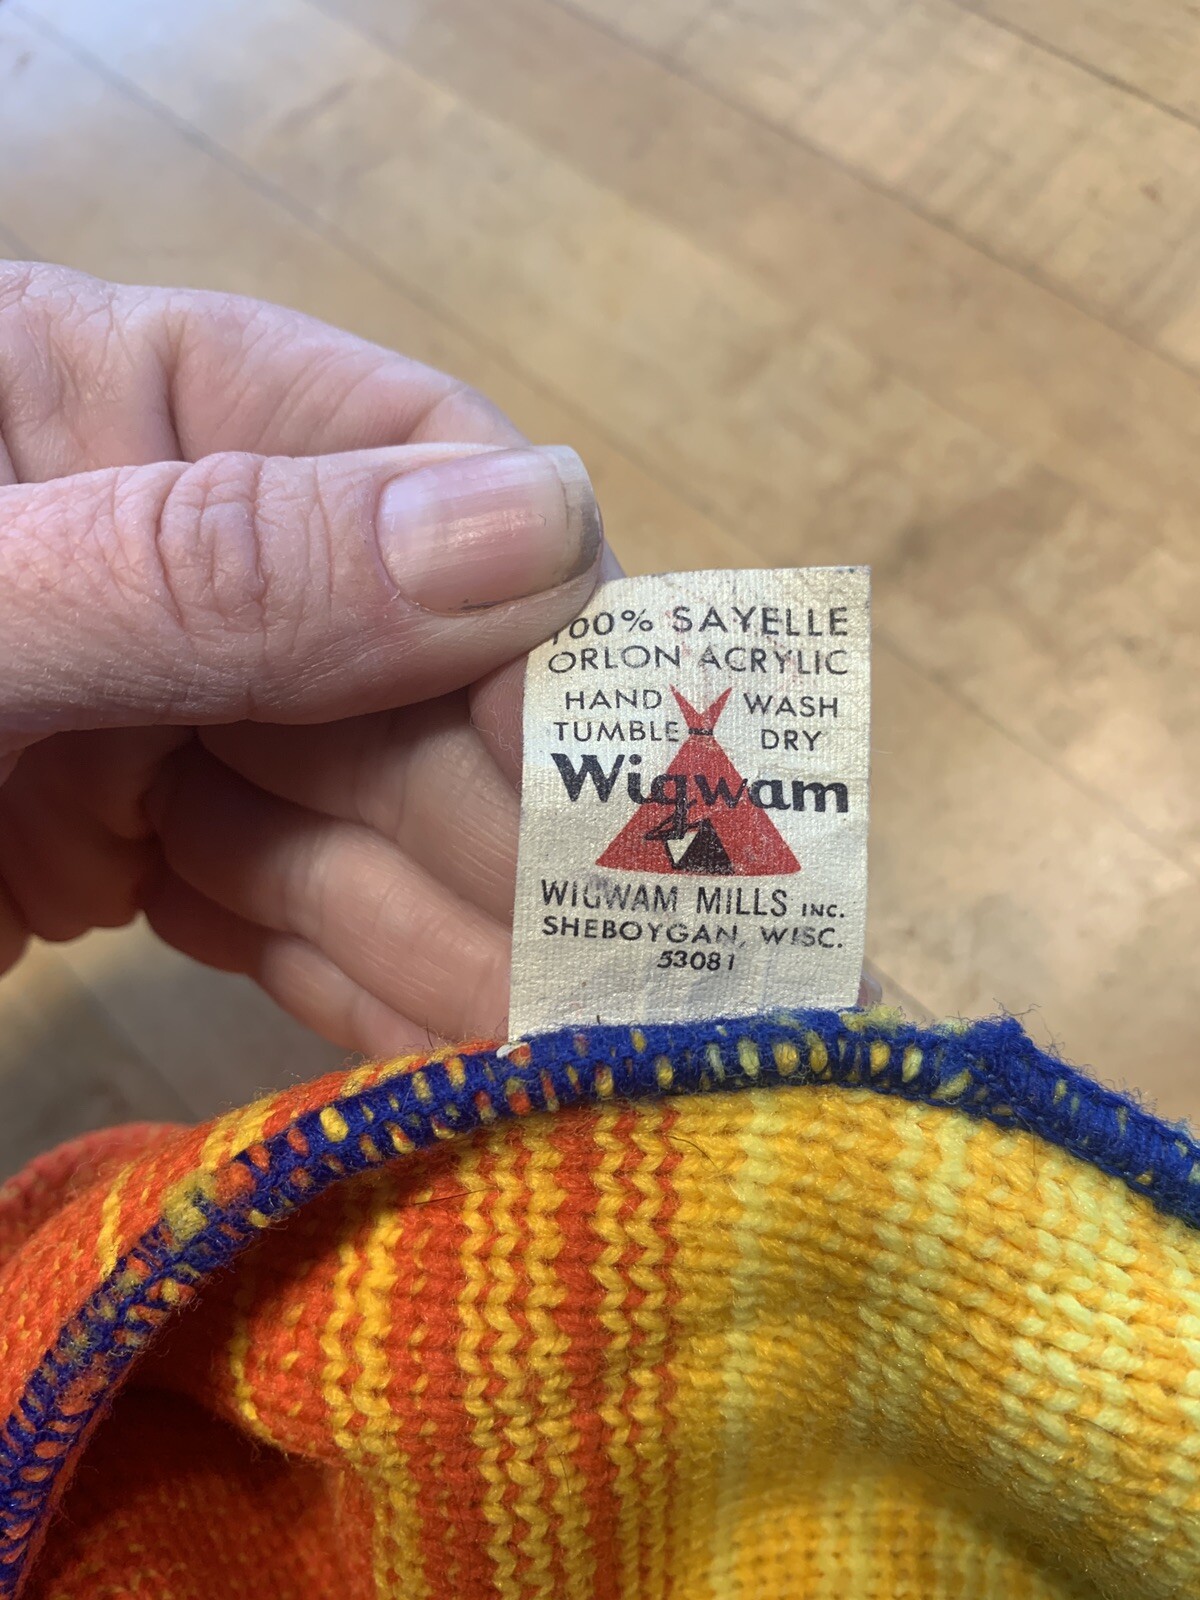 100% SAYELLE
ORLON ACRYLIC
HAND WASH
TUMBLE DRY
Wigwam
WIGWAM MILLS INC.
SHEBOYGAN, WISC.
53081